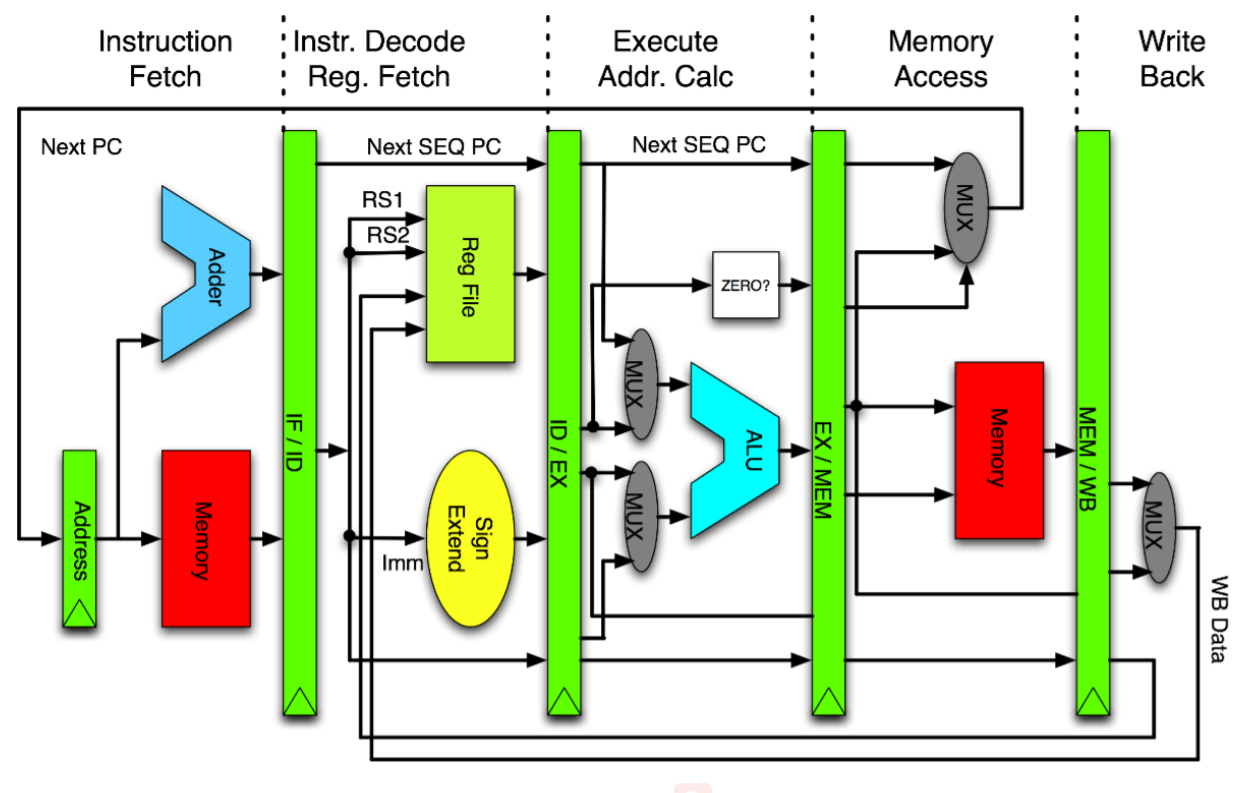 Instruction
Fetch
Instr. Decode
Reg. Fetch
Execute
Addr. Calc
Memory
Access
Write
Back
Next PC
Next SEQ PC
Next SEQ PC
RS1
RS2
Adder
Reg File
ZERO?
MUX
MUX
MUX
ALU
IF / ID
ID / EX
EX / MEM
MEM / WB
Address
Memory
Sign
Extend
Imm
Memory
MUX
WB Data